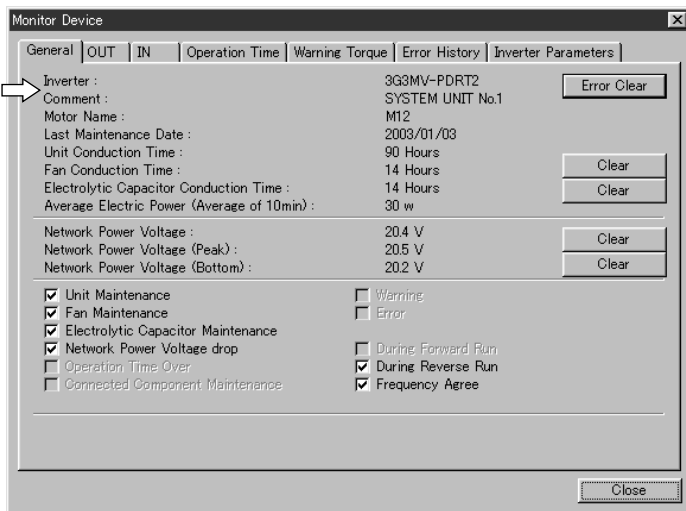 Monitor Device
General OUT IN Operation Time Warning Torque Error History Inverter Parameters
Inverter : 3G3MV-PDRT2 Error Clear
Comment : SYSTEM UNIT No.1
Motor Name : M12
Last Maintenance Date : 2003/01/03
Unit Conduction Time : 90 Hours
Fan Conduction Time : 14 Hours Clear
Electrolytic Capacitor Conduction Time : 14 Hours Clear
Average Electric Power (Average of 10min) : 30 w
Network Power Voltage : 20.4 V Clear
Network Power Voltage (Peak) : 20.5 V
Network Power Voltage (Bottom) : 20.2 V Clear
Unit Maintenance Warning
Fan Maintenance Error
Electrolytic Capacitor Maintenance
Network Power Voltage drop During Forward Run
Operation Time Over During Reverse Run
Connected Component Maintenance Frequency Agree
Close